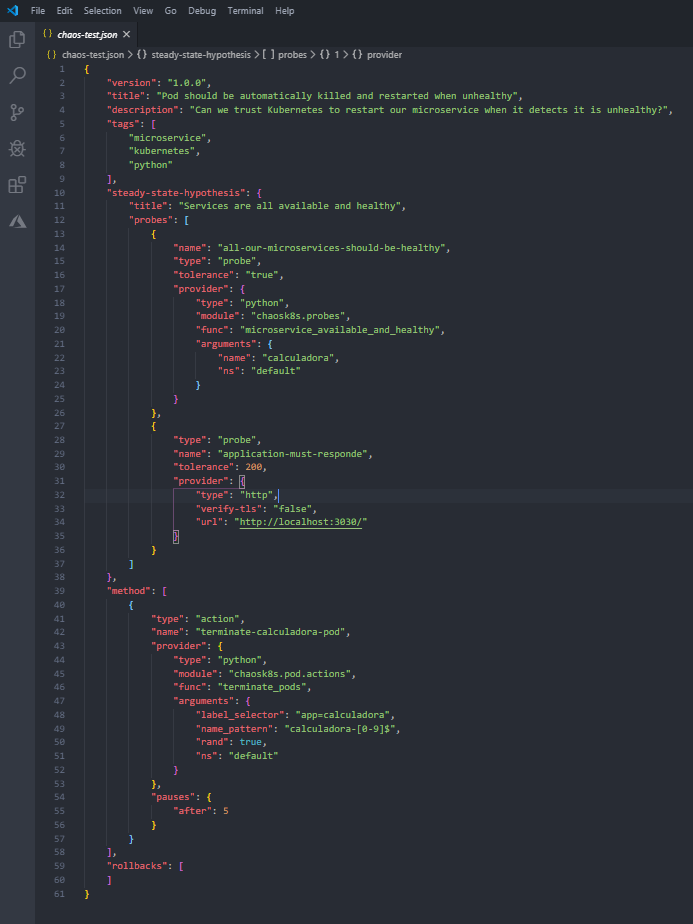 File Edit Selection View Go Debug Terminal Help
{} chaos-test.json ×
{} chaos-test.json > {} steady-state-hypothesis > [ ] probes > {} 1 > {} provider
1 {
2 "version": "1.0.0",
3 "title": "Pod should be automatically killed and restarted when unhealthy",
4 "description": "Can we trust Kubernetes to restart our microservice when it detects it is unhealthy?",
5 "tags": [
6 "microservice",
7 "kubernetes",
8 "python"
9 ],
10 "steady-state-hypothesis": {
11 "title": "Services are all available and healthy",
12 "probes": [
13 {
14 "name": "all-our-microservices-should-be-healthy",
15 "type": "probe",
16 "tolerance": "true",
17 "provider": {
18 "type": "python",
19 "module": "chaosk8s.probes",
20 "func": "microservice_available_and_healthy",
21 "arguments": {
22 "name": "calculadora",
23 "ns": "default"
24 }
25 }
26 },
27 {
28 "type": "probe",
29 "name": "application-must-responde",
30 "tolerance": 200,
31 "provider": {
32 "type": "http",
33 "verify-tls": "false",
34 "url": "http://localhost:3030/"
35 }
36 }
37 ]
38 },
39 "method": [
40 {
41 "type": "action",
42 "name": "terminate-calculadora-pod",
43 "provider": {
44 "type": "python",
45 "module": "chaosk8s.pod.actions",
46 "func": "terminate_pods",
47 "arguments": {
48 "label_selector": "app=calculadora",
49 "name_pattern": "calculadora-[0-9]$",
50 "rand": true,
51 "ns": "default"
52 }
53 },
54 "pauses": {
55 "after": 5
56 }
57 }
58 ],
59 "rollbacks": [
60 ]
61 }